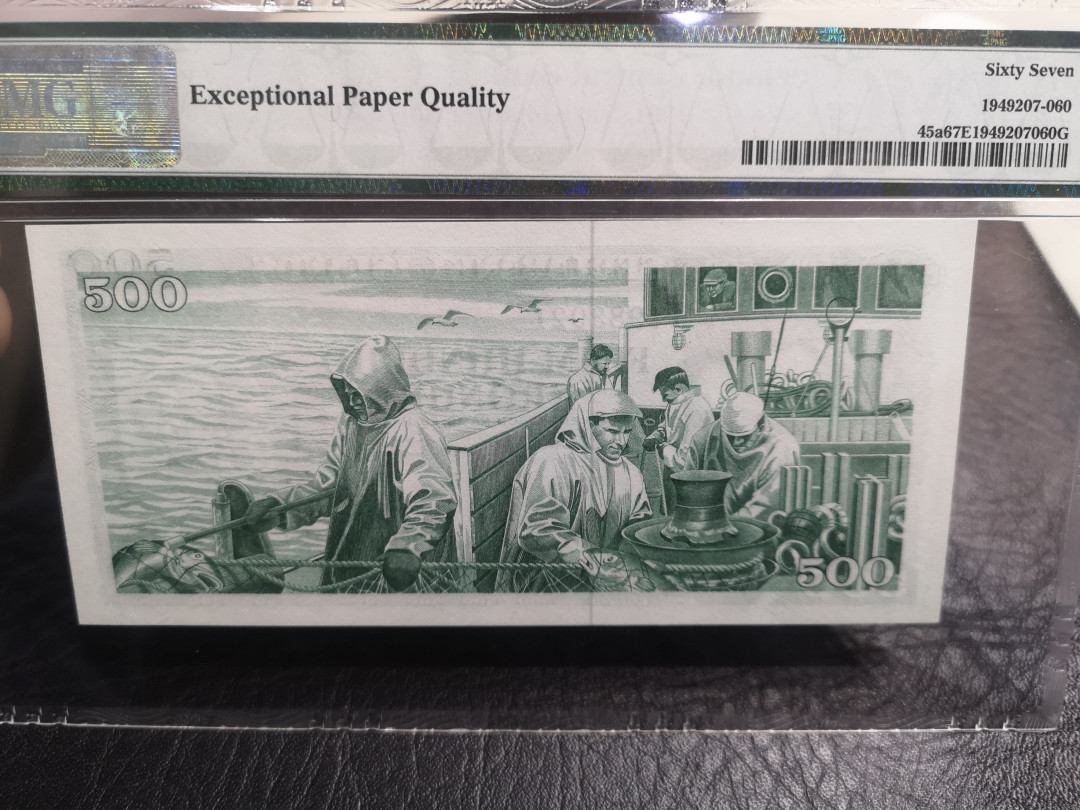 MG
Exceptional Paper Quality
Sixty Seven
1949207-060
45a67E1949207060G
500
500